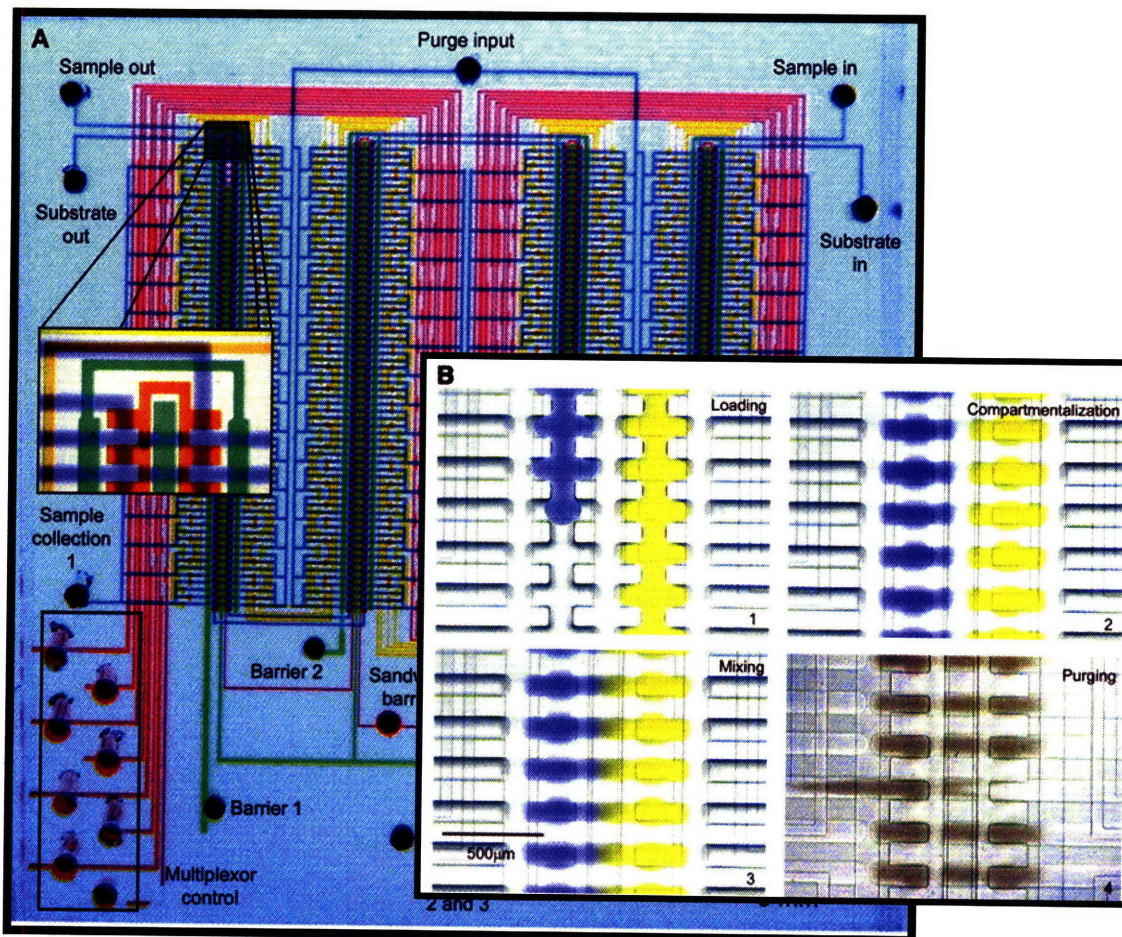 A
Purge input
Sample out
Sample in
Substrate
out
Substrate
in
B
Loading
1
Compartmentalization
2
Sample
collection
1
Mixing
500µm
3
Purging
4
Barrier 2
Barrier 1
Multiplexor
control
2 and 3